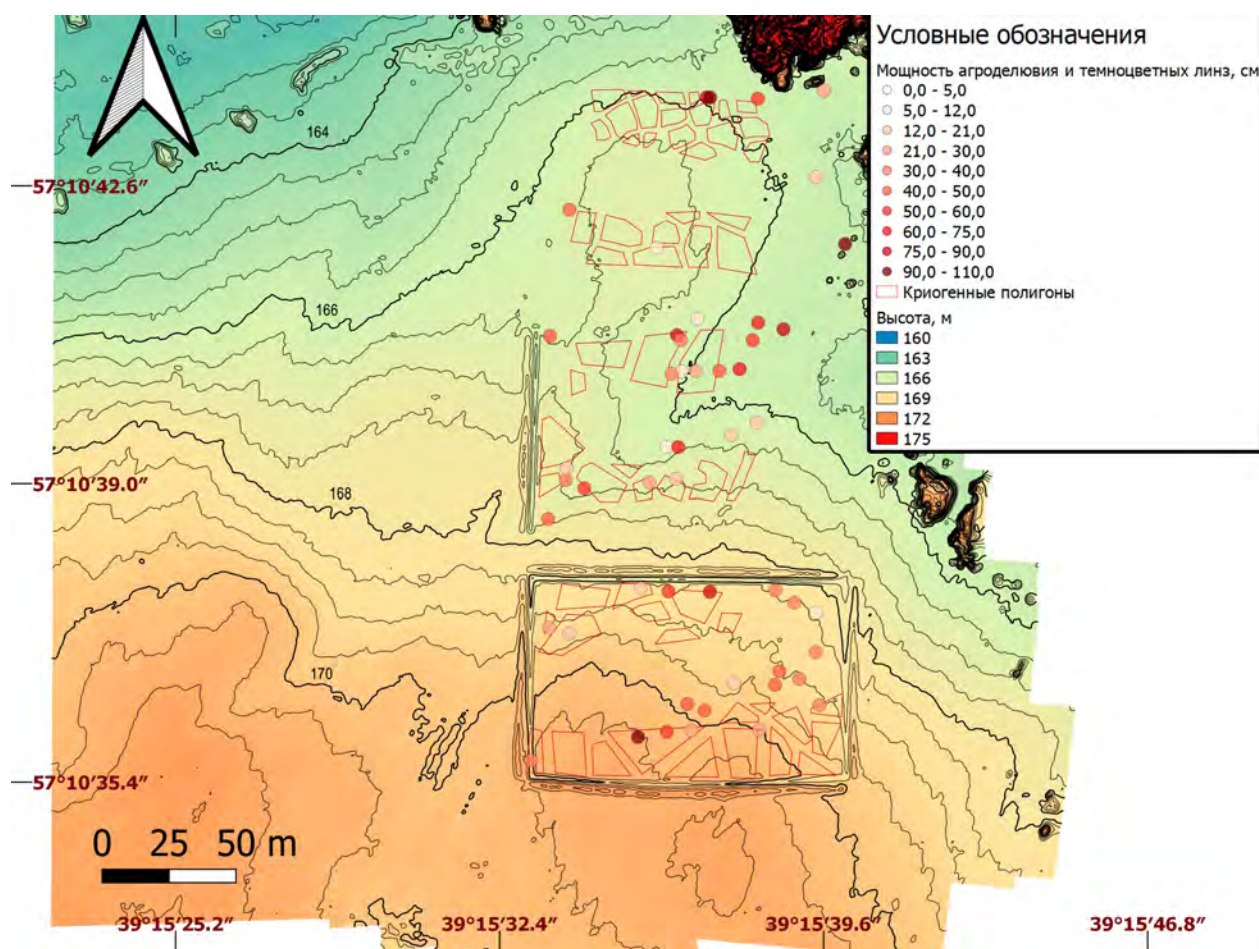 Условные обозначения
Мощность агроделювия и темноцветных линз, см
0,0 - 5,0
5,0 - 12,0
12,0 - 21,0
21,0 - 30,0
30,0 - 40,0
40,0 - 50,0
50,0 - 60,0
60,0 - 75,0
75,0 - 90,0
90,0 - 110,0
Криогенные полигоны
Высота, м
160
163
166
169
172
175
164
57°10′42.6″
166
57°10′39.0″
168
170
57°10′35.4″
0 25 50 m
39°15′25.2″ 39°15′32.4″ 39°15′39.6″ 39°15′46.8″